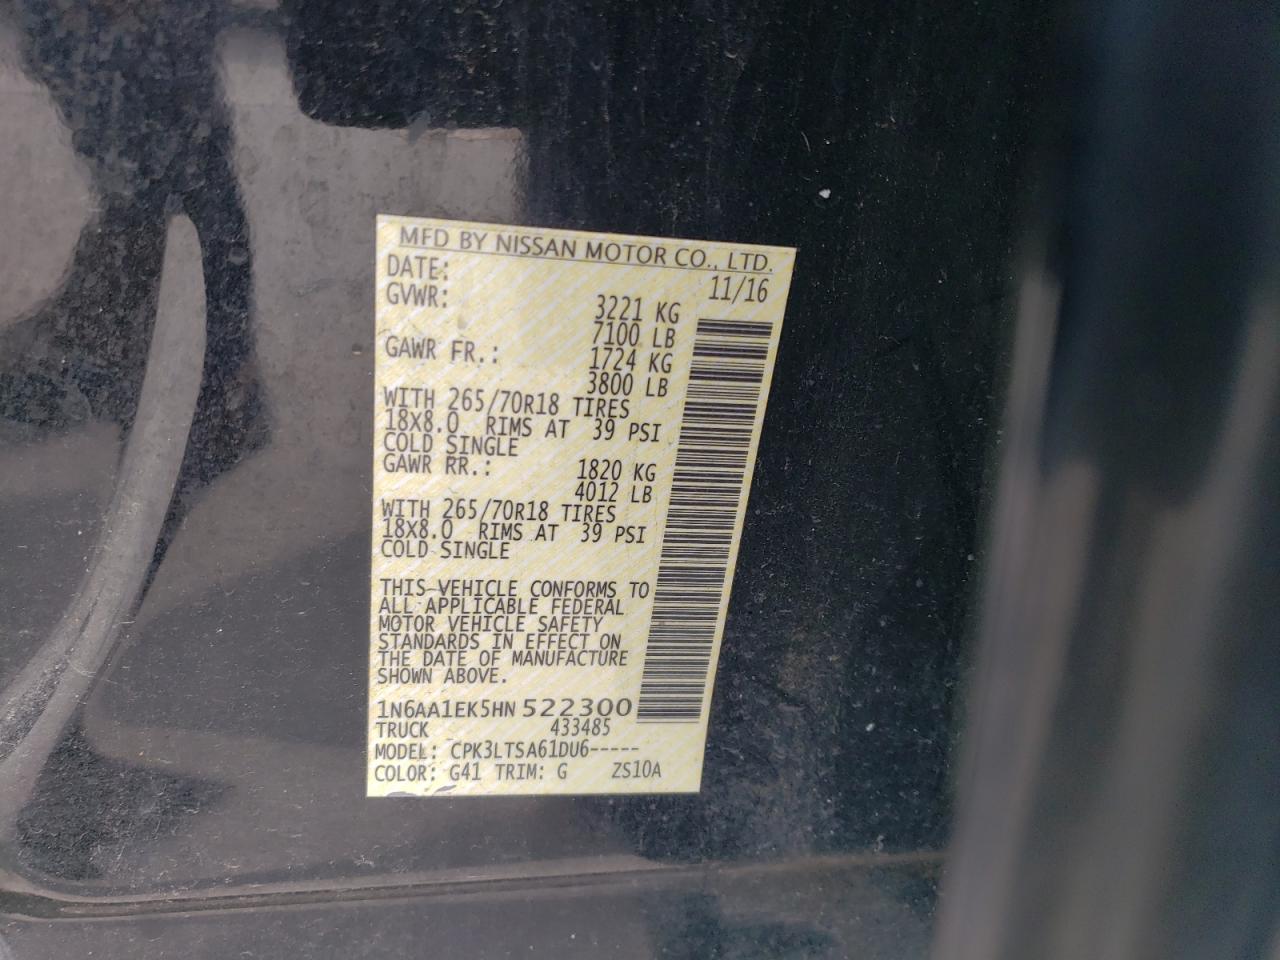 MFD BY NISSAN MOTOR CO., LTD.
DATE: 11/16
GVWR: 3221 KG
7100 LB
GAWR FR.: 1724 KG
3800 LB
WITH 265/70R18 TIRES
18X8.0 RIMS AT 39 PSI
COLD SINGLE
GAWR RR.: 1820 KG
4012 LB
WITH 265/70R18 TIRES
18X8.0 RIMS AT 39 PSI
COLD SINGLE
THIS VEHICLE CONFORMS TO
ALL APPLICABLE FEDERAL
MOTOR VEHICLE SAFETY
STANDARDS IN EFFECT ON
THE DATE OF MANUFACTURE
SHOWN ABOVE.
1N6AA1EK5HN 522300
TRUCK 433485
MODEL: CPK3LTSA61DU6-----
COLOR: G41 TRIM: G ZS10A